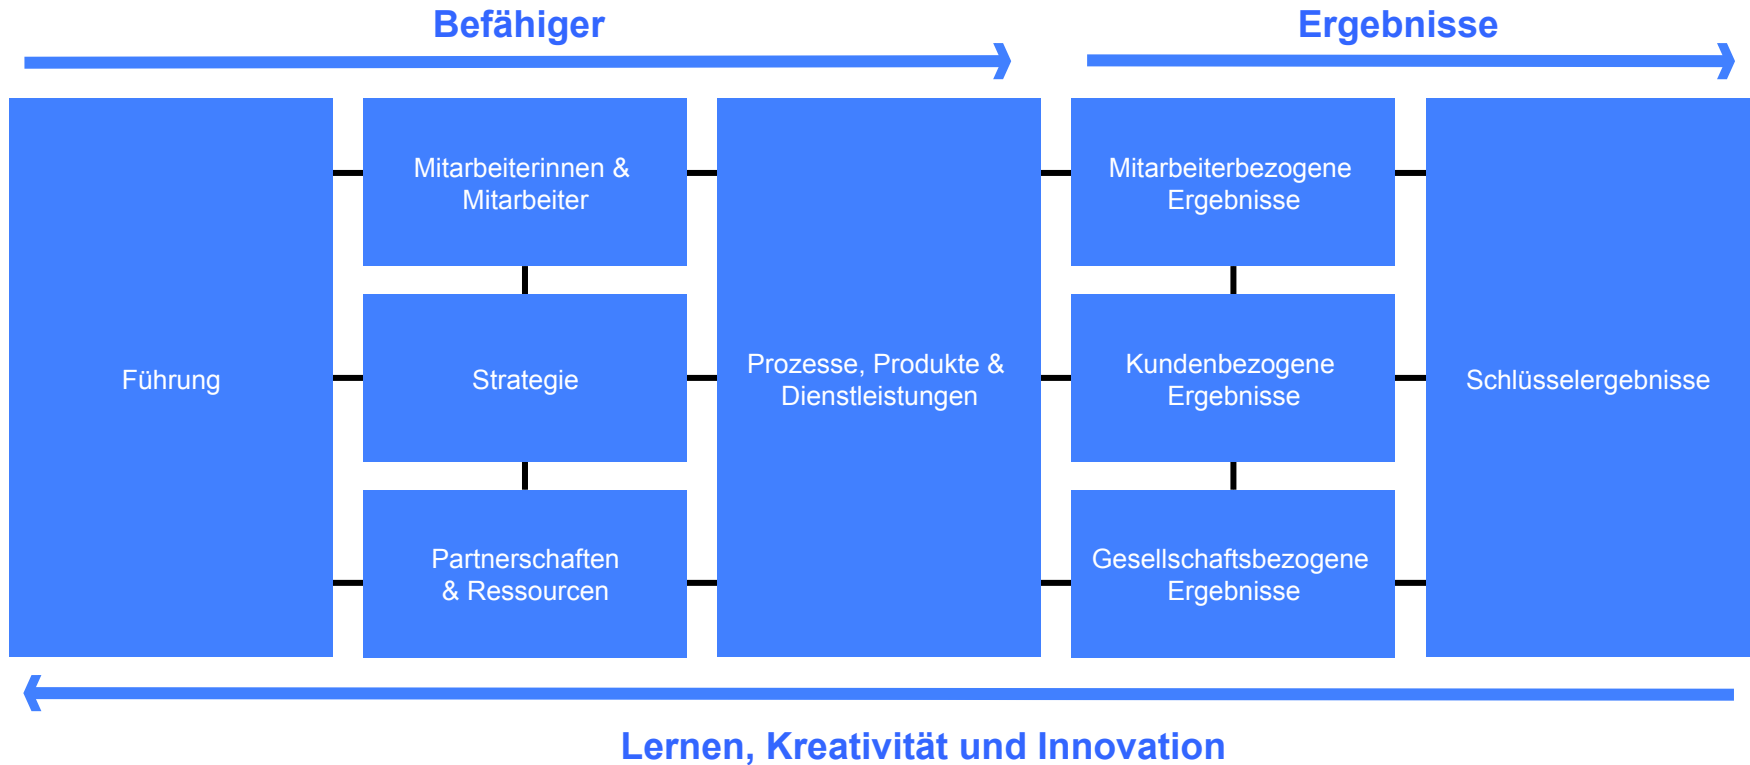 Befähiger
Ergebnisse
Führung
Mitarbeiterinnen &
Mitarbeiter
Strategie
Partnerschaften
& Ressourcen
Prozesse, Produkte &
Dienstleistungen
Mitarbeiterbezogene
Ergebnisse
Kundenbezogene
Ergebnisse
Gesellschaftsbezogene
Ergebnisse
Schlüsselergebnisse
Lernen, Kreativität und Innovation